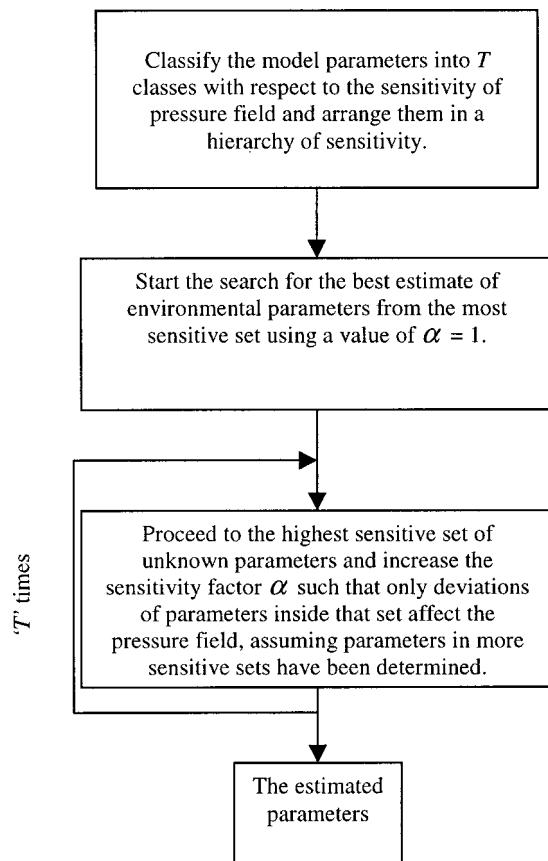 Classify the model parameters into T
classes with respect to the sensitivity of
pressure field and arrange them in a
hierarchy of sensitivity.
Start the search for the best estimate of
environmental parameters from the most
sensitive set using a value of α = 1.
'T' times
Proceed to the highest sensitive set of
unknown parameters and increase the
sensitivity factor α such that only deviations
of parameters inside that set affect the
pressure field, assuming parameters in more
sensitive sets have been determined.
The estimated
parameters